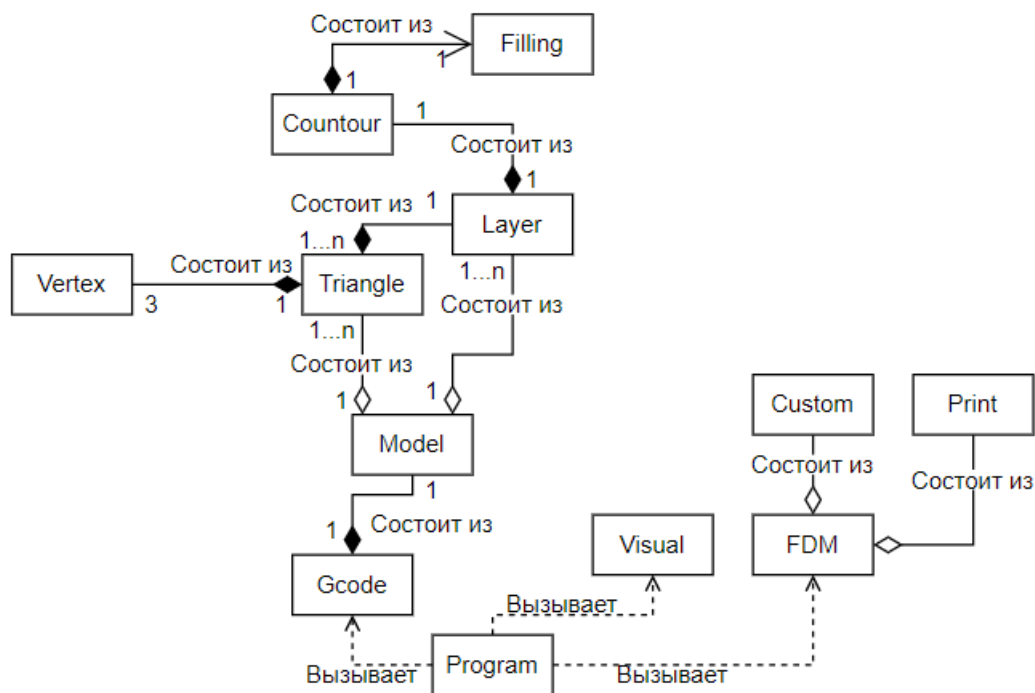 Состоит из
Filling
1
1
Countour
1
Состоит из
1
Состоит из
1
Layer
1...n
1...n
Vertex
Состоит из
3
1
Triangle
1...n
Состоит из
Состоит из
1
1
Model
1
Custom
Print
Состоит из
Состоит из
1
Состоит из
Gcode
Visual
FDM
Вызывает
Program
Вызывает
Вызывает